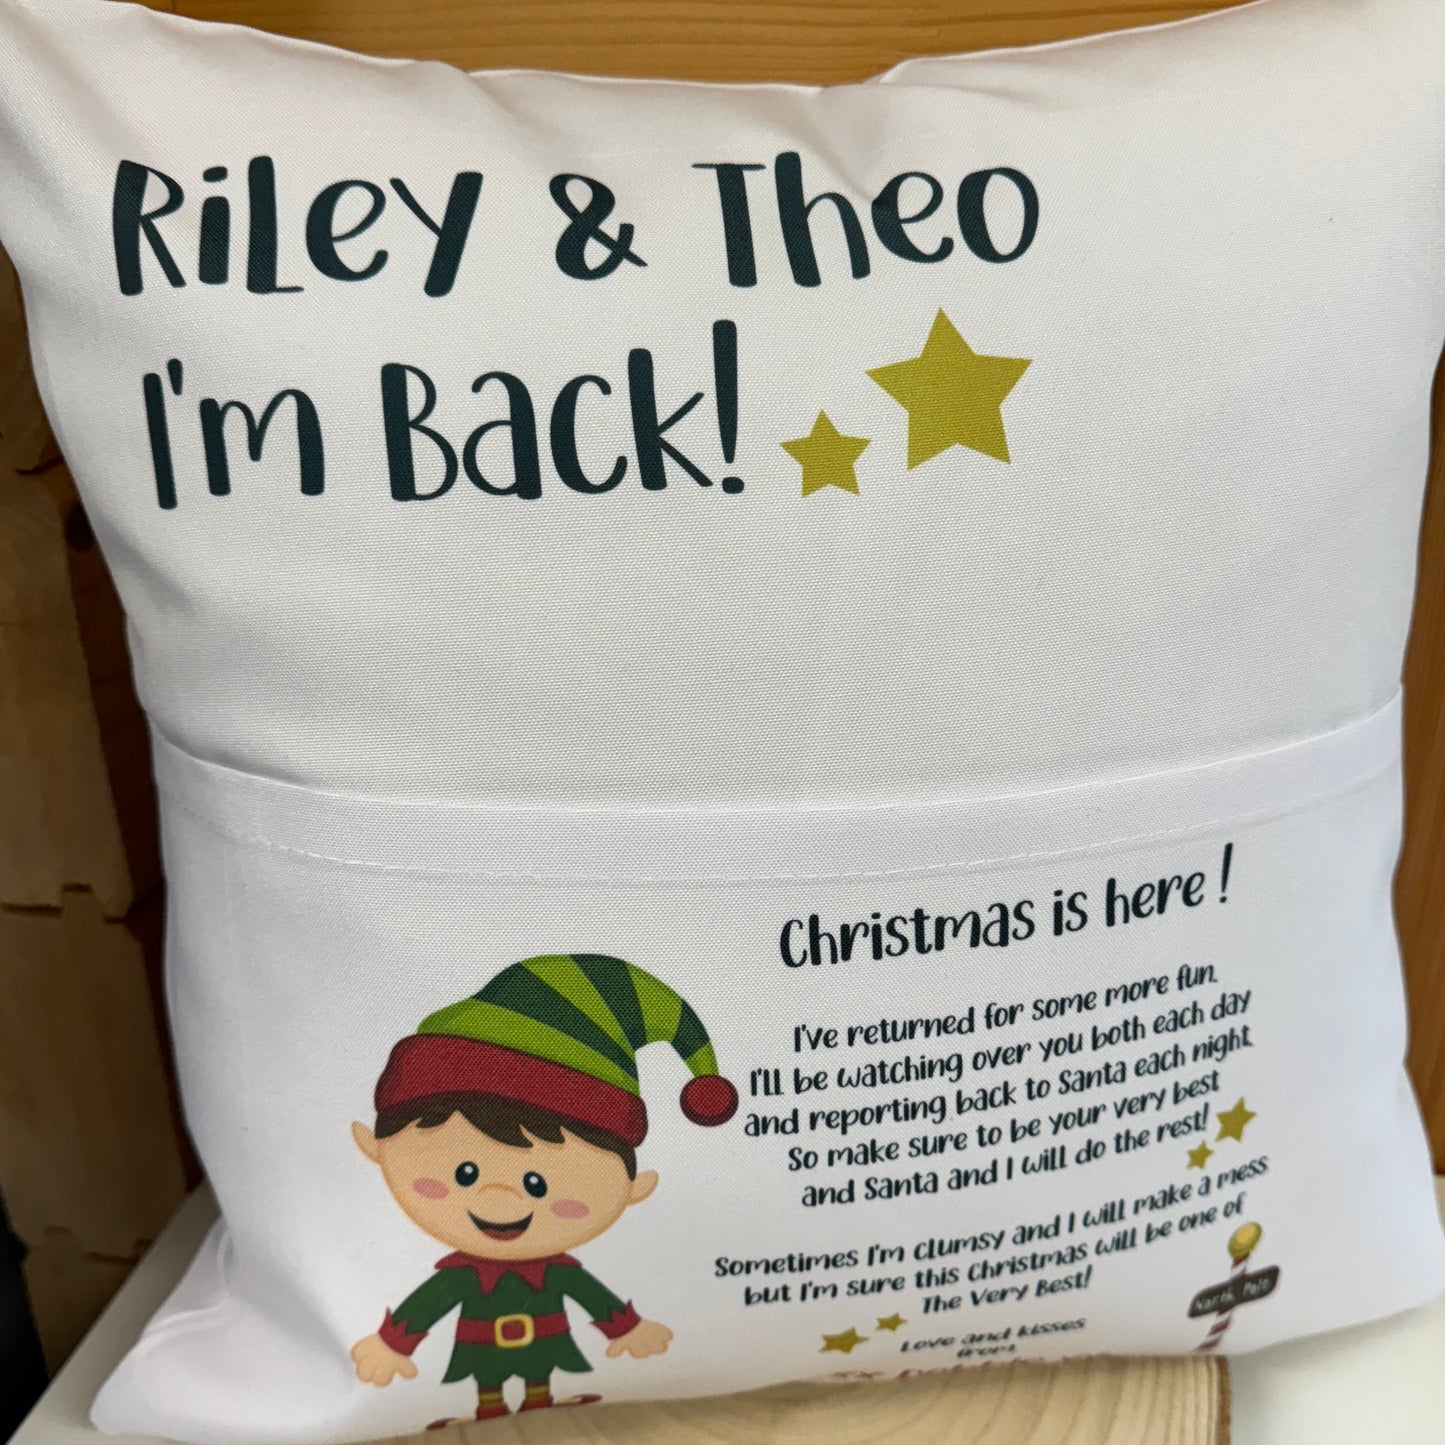 Riley & Theo
I'm Back!
Christmas is here!
I've returned for some more fun.
I'll be watching over you both each day
and reporting back to Santa each night.
So make sure to be your very best
and Santa and I will do the rest!
Sometimes I'm clumsy and I will make a mess
but I'm sure this Christmas will be one of
The Very Best!
North Pole
Love and kisses
from